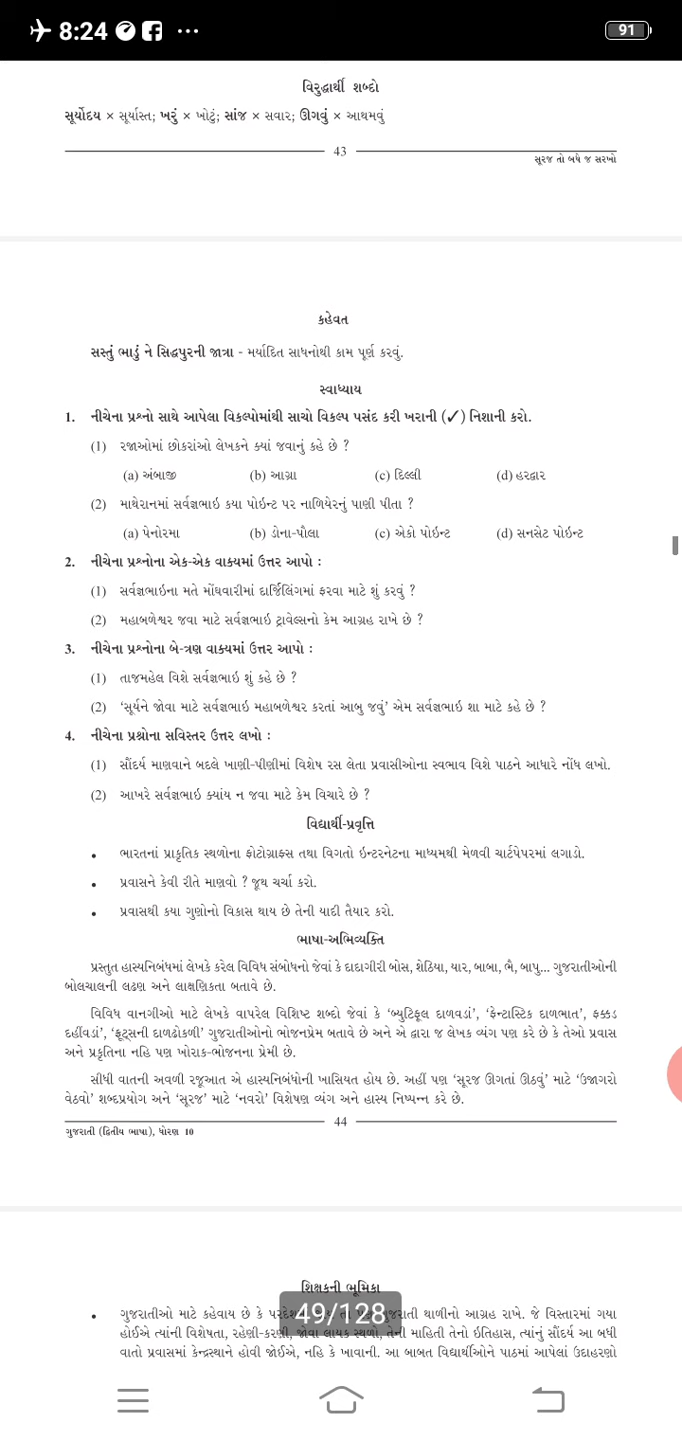 8:24
91
વિરુદ્ધાર્થી શબ્દો
સૂર્યોદય × સૂર્યાસ્ત; ખરું × ખોટું; સાંજ × સવાર; ઊગવું × આથમવું
43
સૂરજ તો બધે જ સરખો
કહેવત
સસ્તું ભાડું ને સિદ્ધપુરની જાત્રા - મર્યાદિત સાધનોથી કામ પૂર્ણ કરવું.
સ્વાધ્યાય
1. નીચેના પ્રશ્નો સાથે આપેલા વિકલ્પોમાંથી સાચો વિકલ્પ પસંદ કરી ખરાની (✓) નિશાની કરો.
(1) રજાઓમાં છોકરાંઓ લેખકને ક્યાં જવાનું કહે છે ?
(a) અંબાજી (b) આગ્રા (c) દિલ્લી (d) હરદ્વાર
(2) માથેરાનમાં સર્વજ્ઞભાઇ કયા પોઇન્ટ પર નાળિયેરનું પાણી પીતા ?
(a) પેનોરમા (b) ડોના-પૌલા (c) એકો પોઇન્ટ (d) સનસેટ પોઇન્ટ
2. નીચેના પ્રશ્નોના એક-એક વાક્યમાં ઉત્તર આપો :
(1) સર્વજ્ઞભાઇના મતે મોંઘવારીમાં દાર્જિલિંગમાં ફરવા માટે શું કરવું ?
(2) મહાબળેશ્વર જવા માટે સર્વજ્ઞભાઇ ટ્રાવેલ્સનો કેમ આગ્રહ રાખે છે ?
3. નીચેના પ્રશ્નોના બે-ત્રણ વાક્યમાં ઉત્તર આપો :
(1) તાજમહેલ વિશે સર્વજ્ઞભાઇ શું કહે છે ?
(2) ‘સૂર્યને જોવા માટે સર્વજ્ઞભાઇ મહાબળેશ્વર કરતાં આબુ જવું’ એમ સર્વજ્ઞભાઇ શા માટે કહે છે ?
4. નીચેના પ્રશ્નોના સવિસ્તર ઉત્તર લખો :
(1) સૌંદર્ય માણવાને બદલે ખાણી-પીણીમાં વિશેષ રસ લેતા પ્રવાસીઓના સ્વભાવ વિશે પાઠને આધારે નોંધ લખો.
(2) આખરે સર્વજ્ઞભાઇ ક્યાંય ન જવા માટે કેમ વિચારે છે ?
વિદ્યાર્થી-પ્રવૃત્તિ
• ભારતનાં પ્રાકૃતિક સ્થળોના ફોટોગ્રાફ્સ તથા વિગતો ઇન્ટરનેટના માધ્યમથી મેળવી ચાર્ટપેપરમાં લગાડો.
• પ્રવાસને કેવી રીતે માણવો ? જૂથ ચર્ચા કરો.
• પ્રવાસથી કયા ગુણોનો વિકાસ થાય છે તેની યાદી તૈયાર કરો.
ભાષા-અભિવ્યક્તિ
પ્રસ્તુત હાસ્યનિબંધમાં લેખકે કરેલ વિવિધ સંબોધનો જેવાં કે દાદાગીરી બોસ, શેઠિયા, યાર, બાબા, ભૈ, બાપુ... ગુજરાતીઓની
બોલચાલની લઢણ અને લાક્ષણિકતા બતાવે છે.
વિવિધ વાનગીઓ માટે લેખકે વાપરેલ વિશિષ્ટ શબ્દો જેવાં કે ‘બ્યુટિફૂલ દાળવડાં’, ‘ફેન્ટાસ્ટિક દાળભાત’, ફક્કડ
દહીંવડાં’, ‘ફ્રૂટ્સની દાળઢોકળી’ ગુજરાતીઓનો ભોજનપ્રેમ બતાવે છે અને એ દ્વારા જ લેખક વ્યંગ પણ કરે છે કે તેઓ પ્રવાસ
અને પ્રકૃતિના નહિ પણ ખોરાક-ભોજનના પ્રેમી છે.
સીધી વાતની અવળી રજૂઆત એ હાસ્યનિબંધોની ખાસિયત હોય છે. અહીં પણ ‘સૂરજ ઊગતાં ઊઠવું’ માટે ‘ઉજાગરો
વેઠવો’ શબ્દપ્રયોગ અને ‘સૂરજ’ માટે ‘નવરો’ વિશેષણ વ્યંગ અને હાસ્ય નિષ્પન્ન કરે છે.
44
ગુજરાતી (દ્વિતીય ભાષા), ધોરણ 10
શિક્ષકની ભૂમિકા
49/128
• ગુજરાતીઓ માટે કહેવાય છે કે ગુજરાતી થાળીનો આગ્રહ રાખે. જે વિસ્તારમાં ગયા
હોઈએ ત્યાંની વિશેષતા, રહેણી-કરણી, જોવા લાયક સ્થળો, તેની માહિતી તેનો ઇતિહાસ, ત્યાંનું સૌંદર્ય આ બધી
વાતો પ્રવાસમાં કેન્દ્રસ્થાને હોવી જોઈએ, નહિ કે ખાવાની. આ બાબત વિદ્યાર્થીઓને પાઠમાં આપેલાં ઉદાહરણો